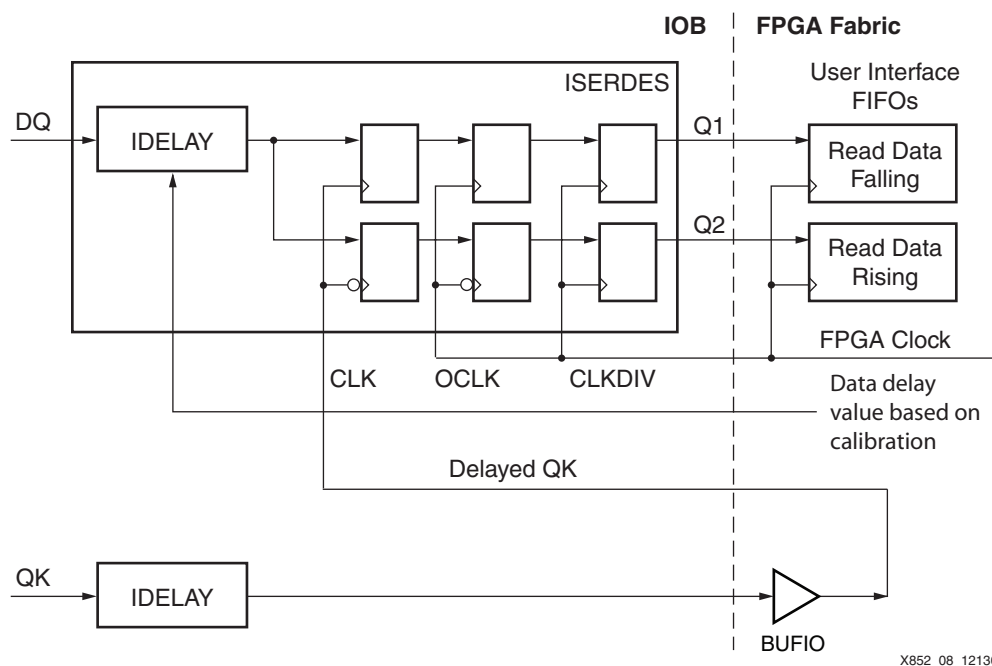 IOB
FPGA Fabric
ISERDES
User Interface
FIFOs
DQ
IDELAY
Q1
Read Data
Falling
Q2
Read Data
Rising
FPGA Clock
CLK
OCLK
CLKDIV
Data delay
value based on
calibration
Delayed QK
QK
IDELAY
BUFIO